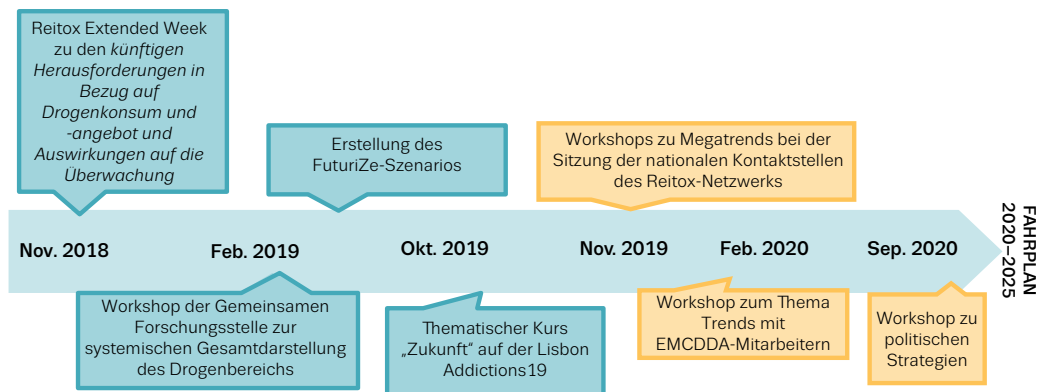 Reitox Extended Week
zu den künftigen
Herausforderungen in
Bezug auf
Drogenkonsum und
-angebot und
Auswirkungen auf die
Überwachung
Erstellung des
FuturiZe-Szenarios
Workshops zu Megatrends bei der
Sitzung der nationalen Kontaktstellen
des Reitox-Netzwerks
Nov. 2018
Feb. 2019
Okt. 2019
Nov. 2019
Feb. 2020
Sep. 2020
FAHRPLAN
2020–2025
Workshop der Gemeinsamen
Forschungsstelle zur
systemischen Gesamtdarstellung
des Drogenbereichs
Thematischer Kurs
„Zukunft" auf der Lisbon
Addictions19
Workshop zum Thema
Trends mit
EMCDDA-Mitarbeitern
Workshop zu
politischen
Strategien